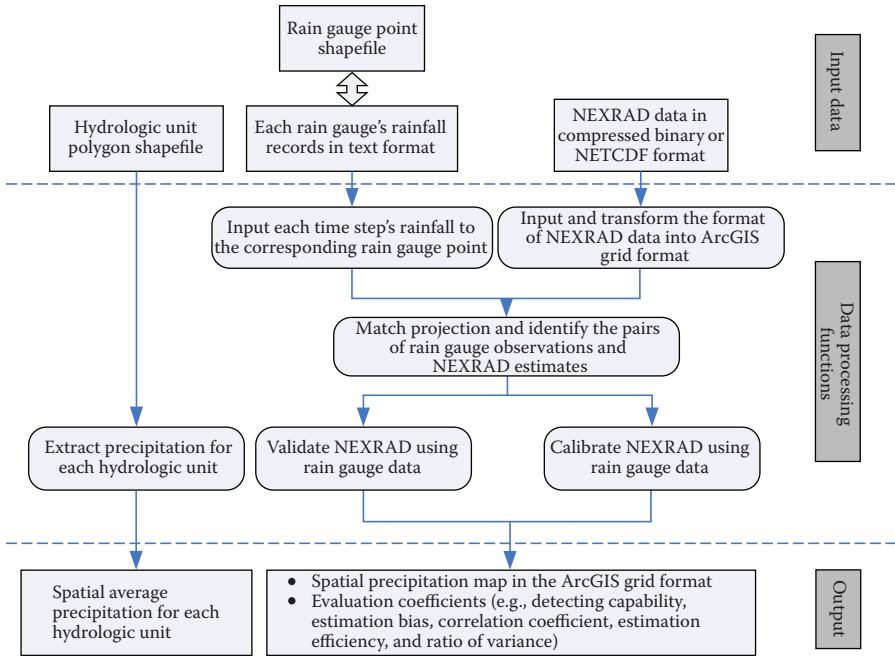 Rain gauge point
shapefile
Input data
Hydrologic unit
polygon shapefile
Each rain gauge's rainfall
records in text format
NEXRAD data in
compressed binary or
NETCDF format
Input each time step's rainfall to
the corresponding rain gauge point
Input and transform the format
of NEXRAD data into ArcGIS
grid format
Data processing
functions
Match projection and identify the pairs
of rain gauge observations and
NEXRAD estimates
Extract precipitation for
each hydrologic unit
Validate NEXRAD using
rain gauge data
Calibrate NEXRAD using
rain gauge data
Spatial average
precipitation for each
hydrologic unit
• Spatial precipitation map in the ArcGIS grid format
• Evaluation coefficients (e.g., detecting capability,
estimation bias, correlation coefficient, estimation
efficiency, and ratio of variance)
Output